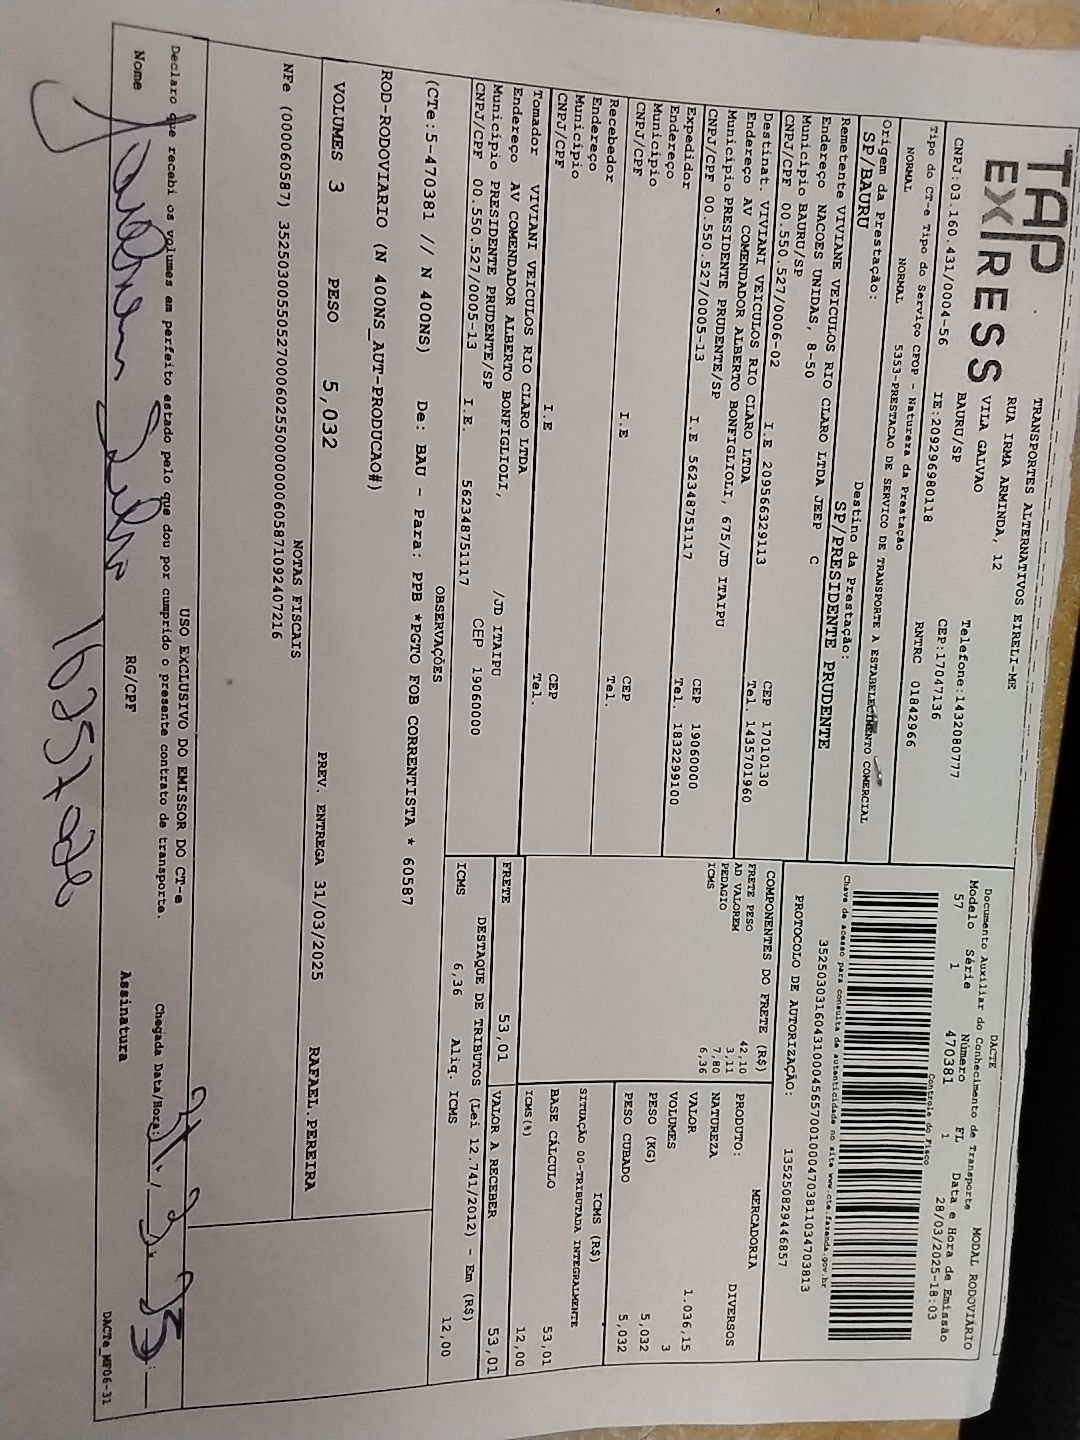 TAP
EXPRESS
TRANSPORTES ALTERNATIVOS EIRELI-ME
RUA IRMA ARMINDA, 12
VILA GALVAO
BAURU/SP
Telefone:1432080777
CEP:17047136
CNPJ:03.160.431/0004-56 IE:209296980118 RNTRC 01842966
Tipo do CT-e Tipo do Serviço CFOP - Natureza da Prestação
NORMAL NORMAL 5353-PRESTACAO DE SERVICO DE TRANSPORTE A ESTABELECIMENTO COMERCIAL
Origem da Prestação: Destino da Prestação:
SP/BAURU SP/PRESIDENTE PRUDENTE
Remetente VIVIANE VEICULOS RIO CLARO LTDA JEEP C
Endereço NACOES UNIDAS, 8-50
Município BAURU/SP CEP 17010130
CNPJ/CPF 00.550.527/0006-02 I.E 209566329113 Tel. 1435701960
Destinat. VIVIANI VEICULOS RIO CLARO LTDA
Endereço AV COMENDADOR ALBERTO BONFIGLIOLI, 675/JD ITAIPU
Município PRESIDENTE PRUDENTE/SP CEP 19060000
CNPJ/CPF 00.550.527/0005-13 I.E 562348751117 Tel. 1832299100
Expedidor
Endereço
Município CEP
CNPJ/CPF I.E Tel.
Recebedor
Endereço
Município CEP
CNPJ/CPF I.E Tel.
Tomador VIVIANI VEICULOS RIO CLARO LTDA
Endereço AV COMENDADOR ALBERTO BONFIGLIOLI, /JD ITAIPU
Município PRESIDENTE PRUDENTE/SP CEP 19060000
CNPJ/CPF 00.550.527/0005-13 I.E. 562348751117
DACTE
Documento Auxiliar do Conhecimento de Transporte MODAL RODOVIÁRIO
Modelo Série Número FL Data e Hora de Emissão
57 1 470381 1 28/03/2025-18:03
Controle do Fisco
Chave de acesso para consulta de autenticidade no site www.cte.fazenda.gov.br
35250303160431000456570010004703811034703813
PROTOCOLO DE AUTORIZAÇÃO: 135250829446857
COMPONENTES DO FRETE (R$)
FRETE PESO 42,10
AD VALOREM 3,11
PEDAGIO 7,80
ICMS 6,36
PRODUTO: MERCADORIA
NATUREZA DIVERSOS
VALOR 1.036,15
VOLUMES 3
PESO (KG) 5,032
PESO CUBADO 5,032
ICMS (R$)
SITUAÇÃO 00-TRIBUTADA INTEGRALMENTE
BASE CÁLCULO 53,01
ICMS(%) 12,00
FRETE 53,01 VALOR A RECEBER 53,01
DESTAQUE DE TRIBUTOS (Lei 12.741/2012) - Em (R$)
ICMS 6,36 Aliq. ICMS 12,00
OBSERVAÇÕES
(CTe:5-470381 // N 400NS) De: BAU - Para: PPB *PGTO FOB CORRENTISTA * 60587
ROD-RODOVIARIO (N 400NS_AUT-PRODUCAO#)
VOLUMES 3 PESO 5,032 PREV. ENTREGA 31/03/2025 RAFAEL.PEREIRA
NOTAS FISCAIS
NFe (000060587) 35250300550527000602550000000605871092407216
USO EXCLUSIVO DO EMISSOR DO CT-e
Declaro que recebi os volumes em perfeito estado pelo que dou por cumprido o presente contrato de transporte.
Chegada Data/Hora:
Nome RG/CPF Assinatura
DACTe_MF06-31